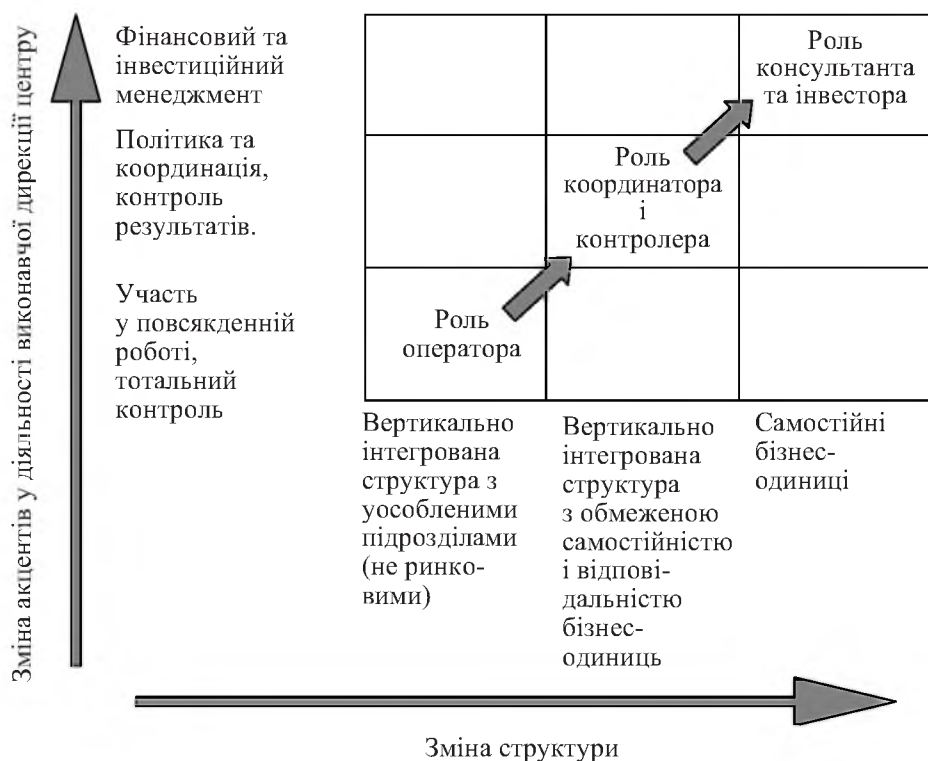 Зміна акцентів у діяльності виконавчої дирекції центру
Фінансовий та
інвестиційний
менеджмент
Політика та
координація,
контроль
результатів.
Участь
у повсякденній
роботі,
тотальний
контроль
Роль
консультанта
та інвестора
Роль
координатора
і
контролера
Роль
оператора
Вертикально
інтегрована
структура з
уособленими
підрозділами
(не ринко-
вими)
Вертикально
інтегрована
структура
з обмеженою
самостійністю
і відпові-
дальністю
бізнес-
одиниць
Самостійні
бізнес-
одиниці
Зміна структури